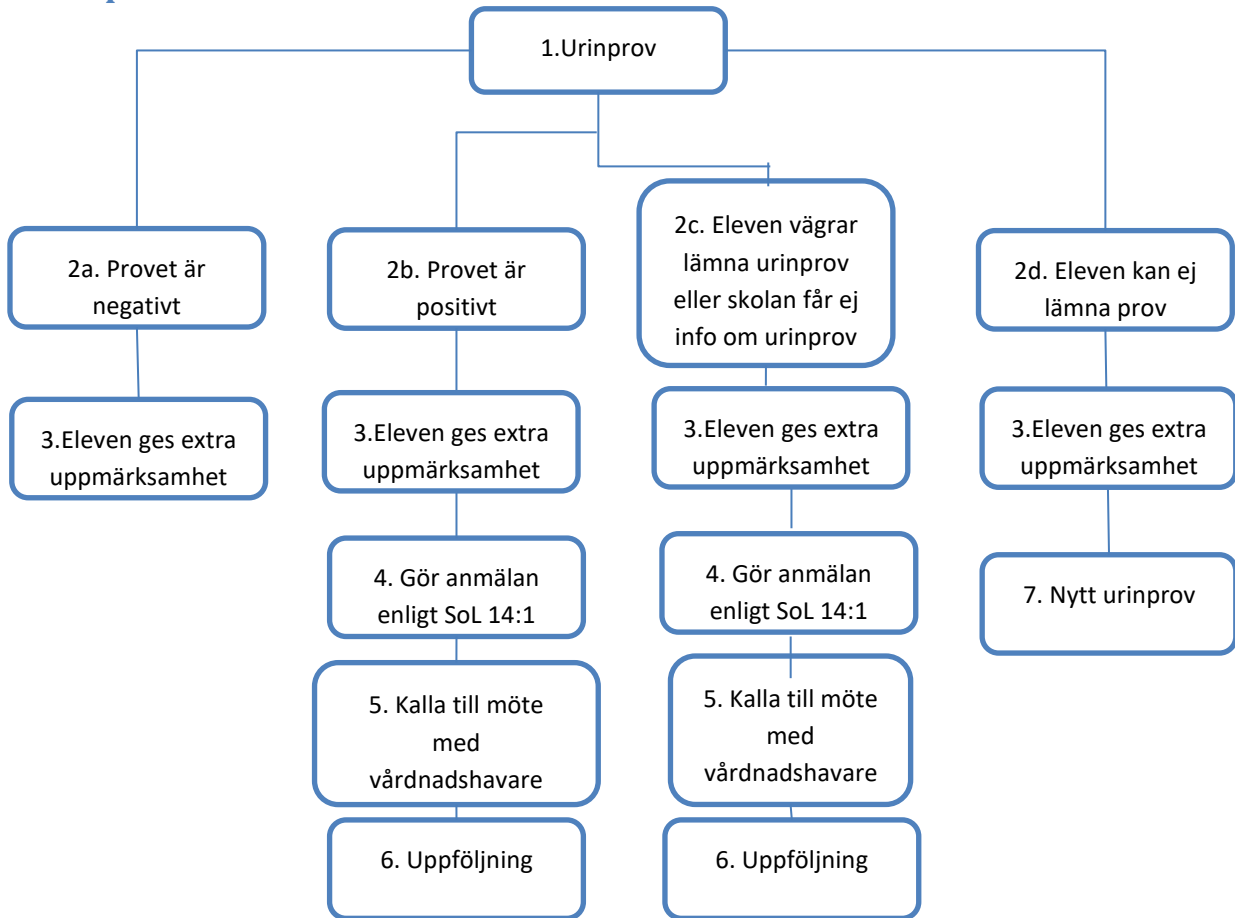 1.Urinprov
2a. Provet är
negativt
2b. Provet är
positivt
2c. Eleven vägrar
lämna urinprov
eller skolan får ej
info om urinprov
2d. Eleven kan ej
lämna prov
3.Eleven ges extra
uppmärksamhet
3.Eleven ges extra
uppmärksamhet
3.Eleven ges extra
uppmärksamhet
3.Eleven ges extra
uppmärksamhet
4. Gör anmälan
enligt SoL 14:1
4. Gör anmälan
enligt SoL 14:1
7. Nytt urinprov
5. Kalla till möte
med
vårdnadshavare
5. Kalla till möte
med
vårdnadshavare
6. Uppföljning
6. Uppföljning